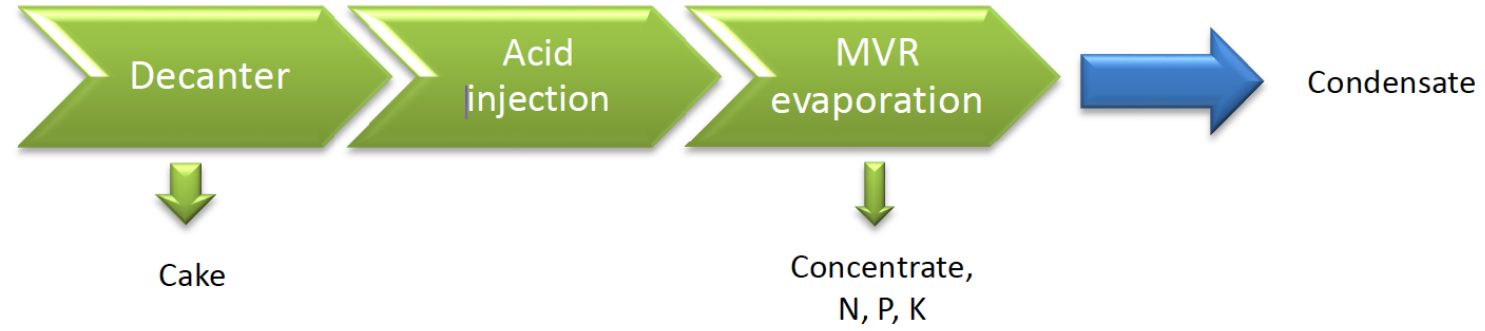 Decanter
Acid
injection
MVR
evaporation
Condensate
Cake
Concentrate,
N, P, K